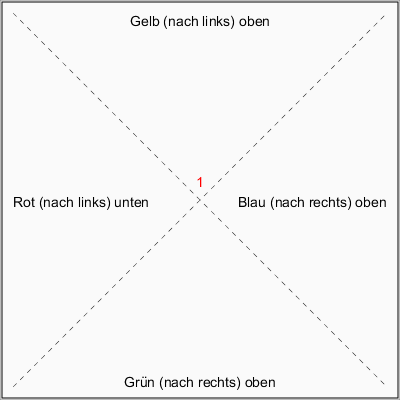 Gelb (nach links) oben
1
Rot (nach links) unten
Blau (nach rechts) oben
Grün (nach rechts) oben